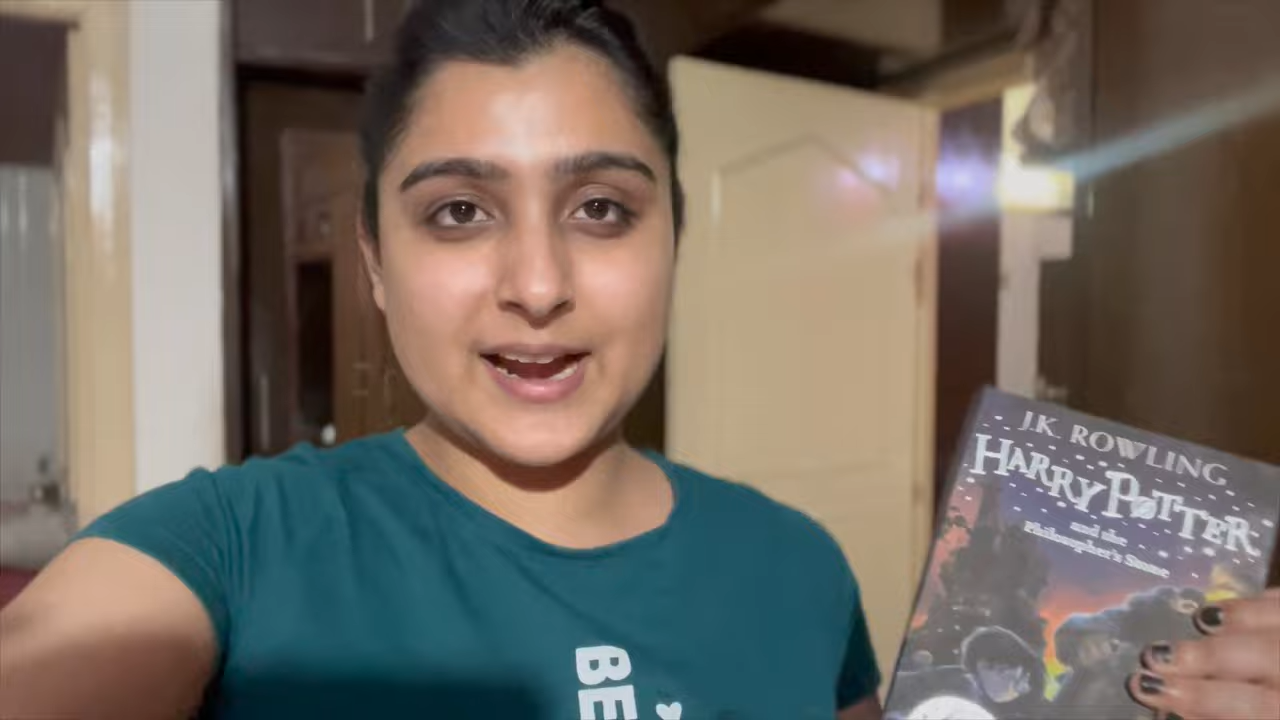 J.K. ROWLING
HARRY POTTER
and the
Philosopher's Stone
BE